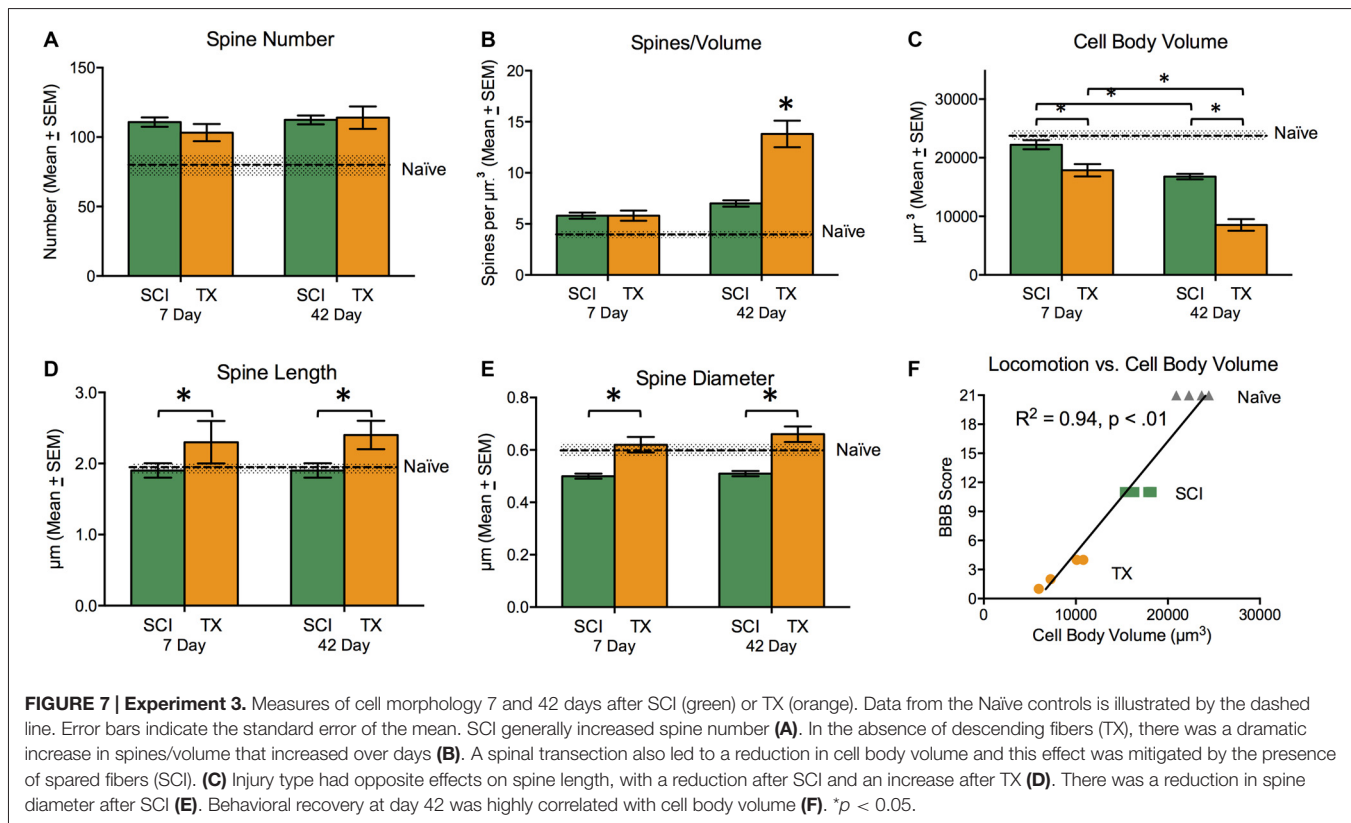 A
Spine Number
Number (Mean ± SEM)
150
100
50
0
Naïve
SCI TX
7 Day
SCI TX
42 Day
B
Spines/Volume
Spines per µm³ (Mean ± SEM)
20
15
10
5
0
*
Naïve
SCI TX
7 Day
SCI TX
42 Day
C
Cell Body Volume
µm³ (Mean ± SEM)
30000
20000
10000
0
*
*
*
*
Naïve
SCI TX
7 Day
SCI TX
42 Day
D
Spine Length
µm (Mean ± SEM)
3.0
2.0
1.0
0.0
*
*
Naïve
SCI TX
7 Day
SCI TX
42 Day
E
Spine Diameter
µm (Mean ± SEM)
0.8
0.6
0.4
0.2
0.0
*
*
Naïve
SCI TX
7 Day
SCI TX
42 Day
F
Locomotion vs. Cell Body Volume
BBB Score
21
18
15
12
9
6
3
0
R² = 0.94, p < .01
Naîve
SCI
TX
0 10000 20000 30000
Cell Body Volume (µm³)
FIGURE 7 | Experiment 3. Measures of cell morphology 7 and 42 days after SCI (green) or TX (orange). Data from the Naïve controls is illustrated by the dashed
line. Error bars indicate the standard error of the mean. SCI generally increased spine number (A). In the absence of descending fibers (TX), there was a dramatic
increase in spines/volume that increased over days (B). A spinal transection also led to a reduction in cell body volume and this effect was mitigated by the presence
of spared fibers (SCI). (C) Injury type had opposite effects on spine length, with a reduction after SCI and an increase after TX (D). There was a reduction in spine
diameter after SCI (E). Behavioral recovery at day 42 was highly correlated with cell body volume (F). *p < 0.05.